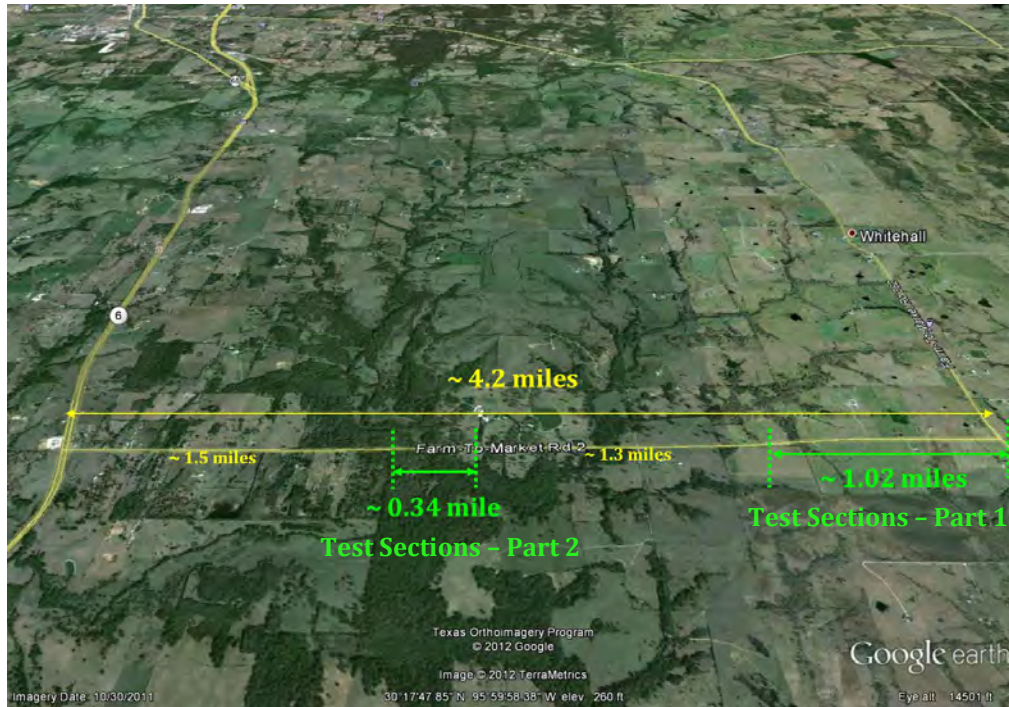 Whitehall
6
~ 4.2 miles
Farm-To-Market Rd 2
~ 1.5 miles
~ 1.3 miles
~ 0.34 mile
~ 1.02 miles
Test Sections – Part 2
Test Sections – Part 1
Texas Orthoimagery Program
© 2012 Google
Image © 2012 TerraMetrics
Google earth
Imagery Date: 10/30/2011
30°17'47.85" N 95°59'58.38" W elev 260 ft
Eye alt 14501 ft